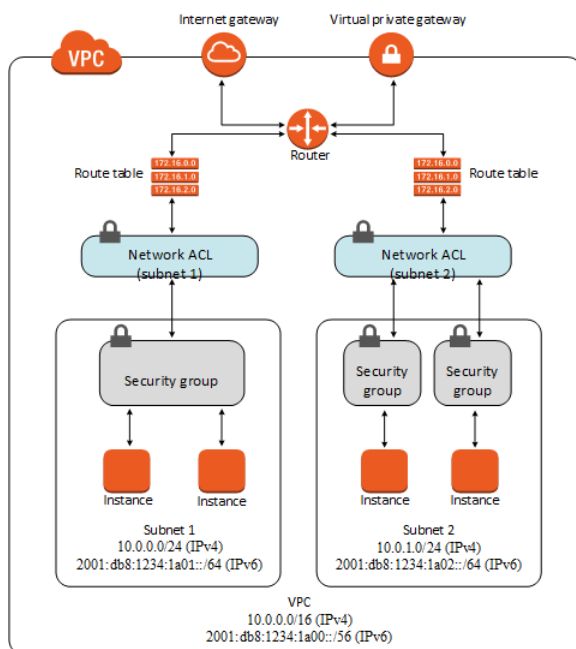 Internet gateway
Virtual private gateway
VPC
Router
Route table
172.16.0.0
172.16.1.0
172.16.2.0
172.16.0.0
172.16.1.0
172.16.2.0
Route table
Network ACL
(subnet 1)
Network ACL
(subnet 2)
Security group
Security
group
Security
group
Instance
Instance
Instance
Instance
Subnet 1
10.0.0.0/24 (IPv4)
2001:db8:1234:1a01::/64 (IPv6)
Subnet 2
10.0.1.0/24 (IPv4)
2001:db8:1234:1a02::/64 (IPv6)
VPC
10.0.0.0/16 (IPv4)
2001:db8:1234:1a00::/56 (IPv6)